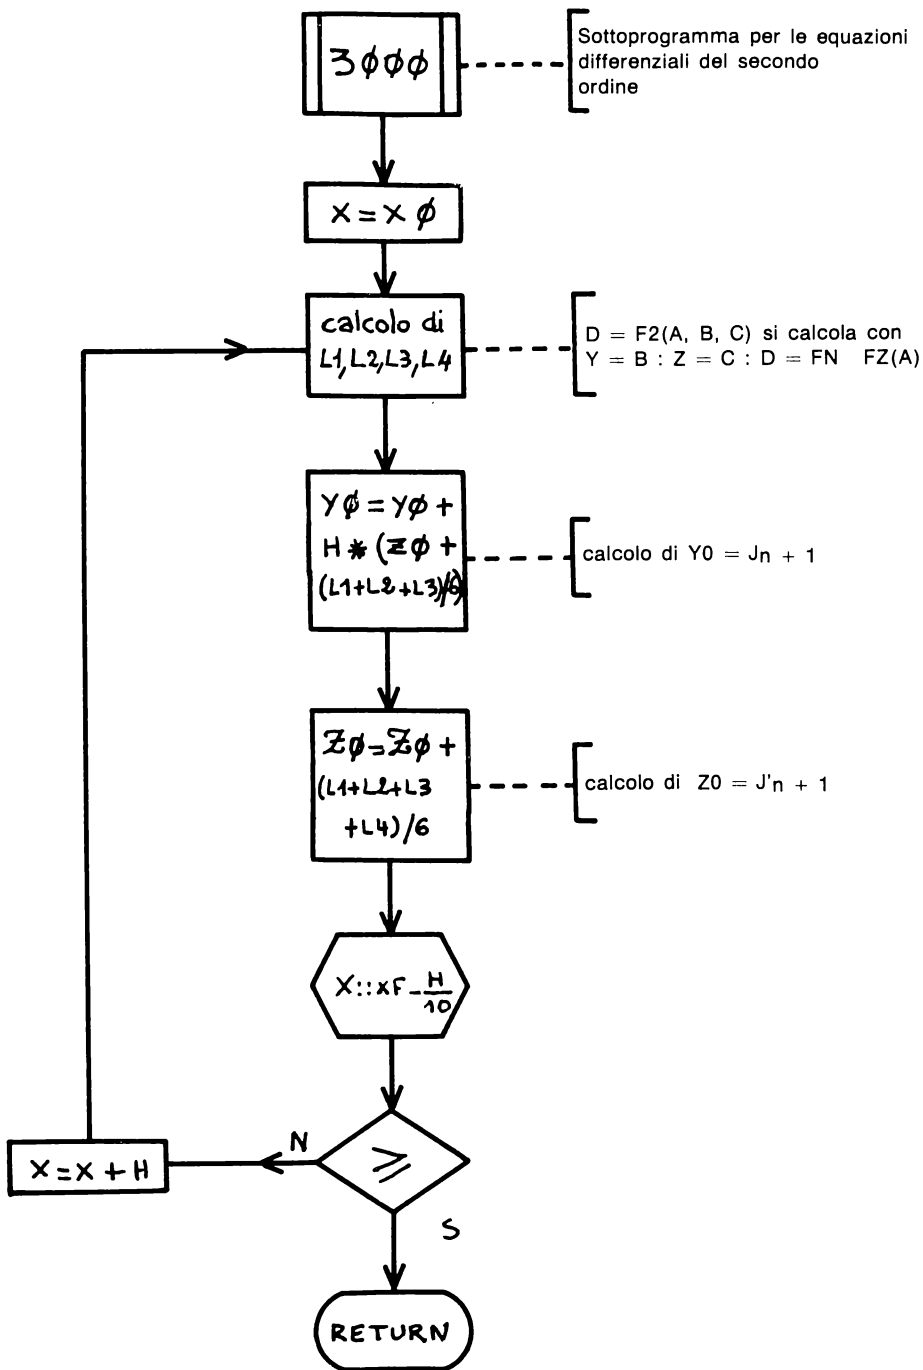 3ØØØ
Sottoprogramma per le equazioni
differenziali del secondo
ordine
X = X Ø
calcolo di
L1, L2, L3, L4
D = F2(A, B, C) si calcola con
Y = B : Z = C : D = FN FZ(A)
YØ = YØ +
H * (ZØ +
(L1+L2+L3)/6)
calcolo di Y0 = Jn + 1
ZØ = ZØ +
(L1+L2+L3
+L4)/6
calcolo di Z0 = J'n + 1
X::XF - H/10
N
≥
X = X + H
S
RETURN